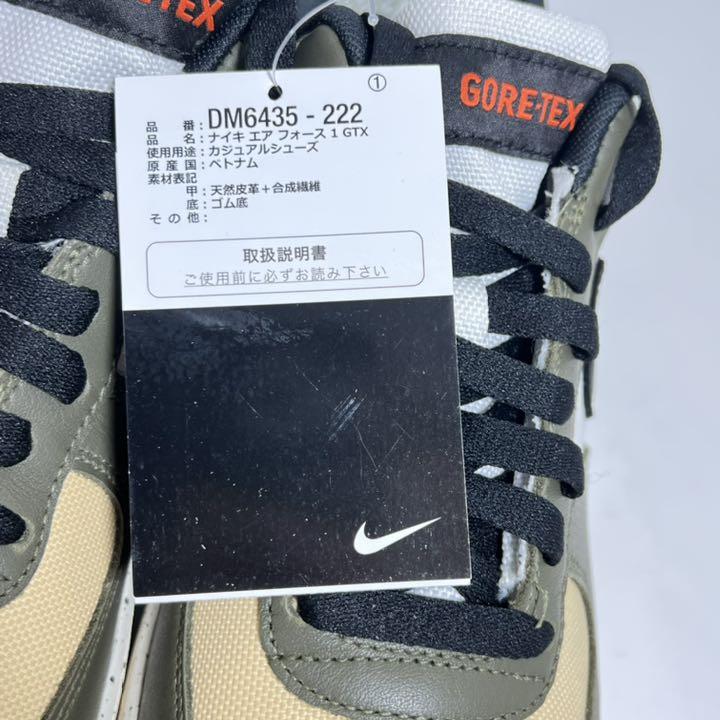 RE-TEX
GORE-TEX
①
品 番 : DM6435 - 222
品 名 : ナイキ エア フォース 1 GTX
使用用途 : カジュアルシューズ
原 産 国 : ベトナム
素材表記
甲 : 天然皮革＋合成繊維
底 : ゴム底
そ の 他 :
取扱説明書
ご使用前に必ずお読み下さい